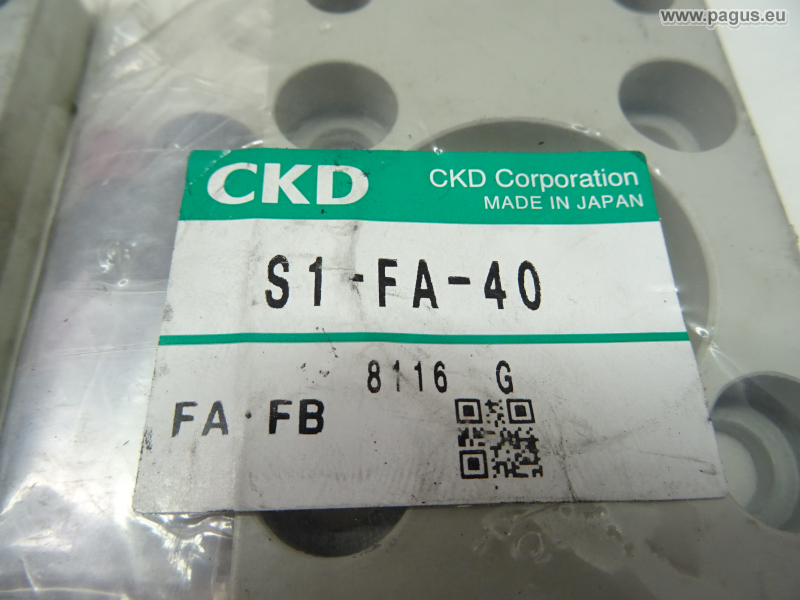 www.pagus.eu
CKD
CKD Corporation
MADE IN JAPAN
S1-FA-40
8116 G
FA·FB